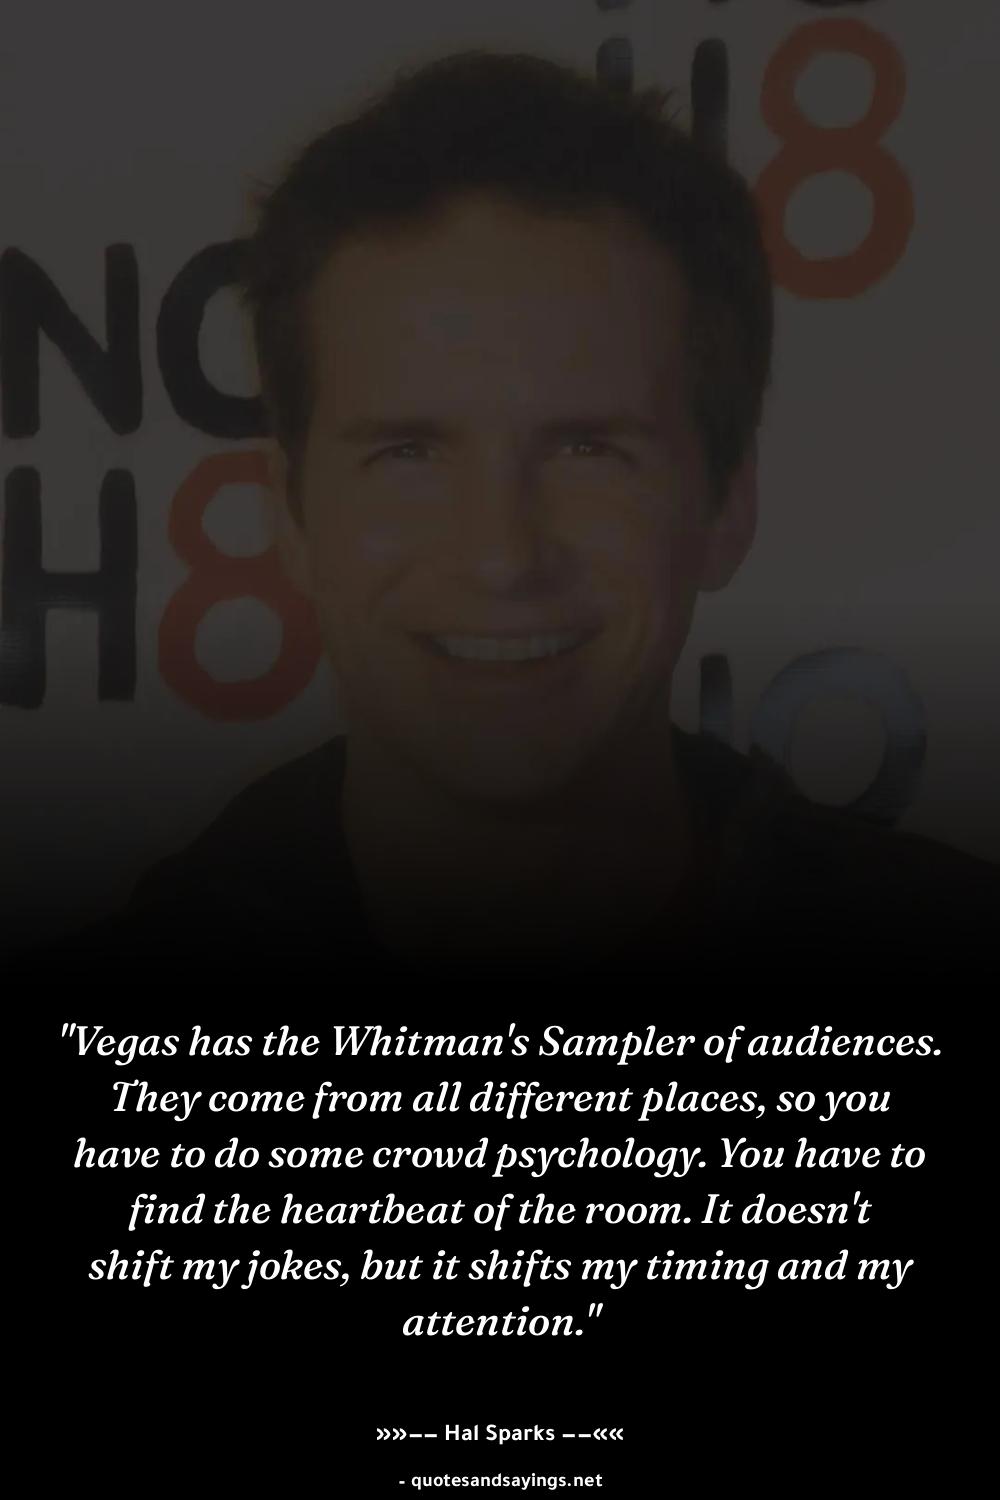 H8
NO
H8
NO
"Vegas has the Whitman's Sampler of audiences.
They come from all different places, so you
have to do some crowd psychology. You have to
find the heartbeat of the room. It doesn't
shift my jokes, but it shifts my timing and my
attention."
»»−− Hal Sparks −−««
- quotesandsayings.net